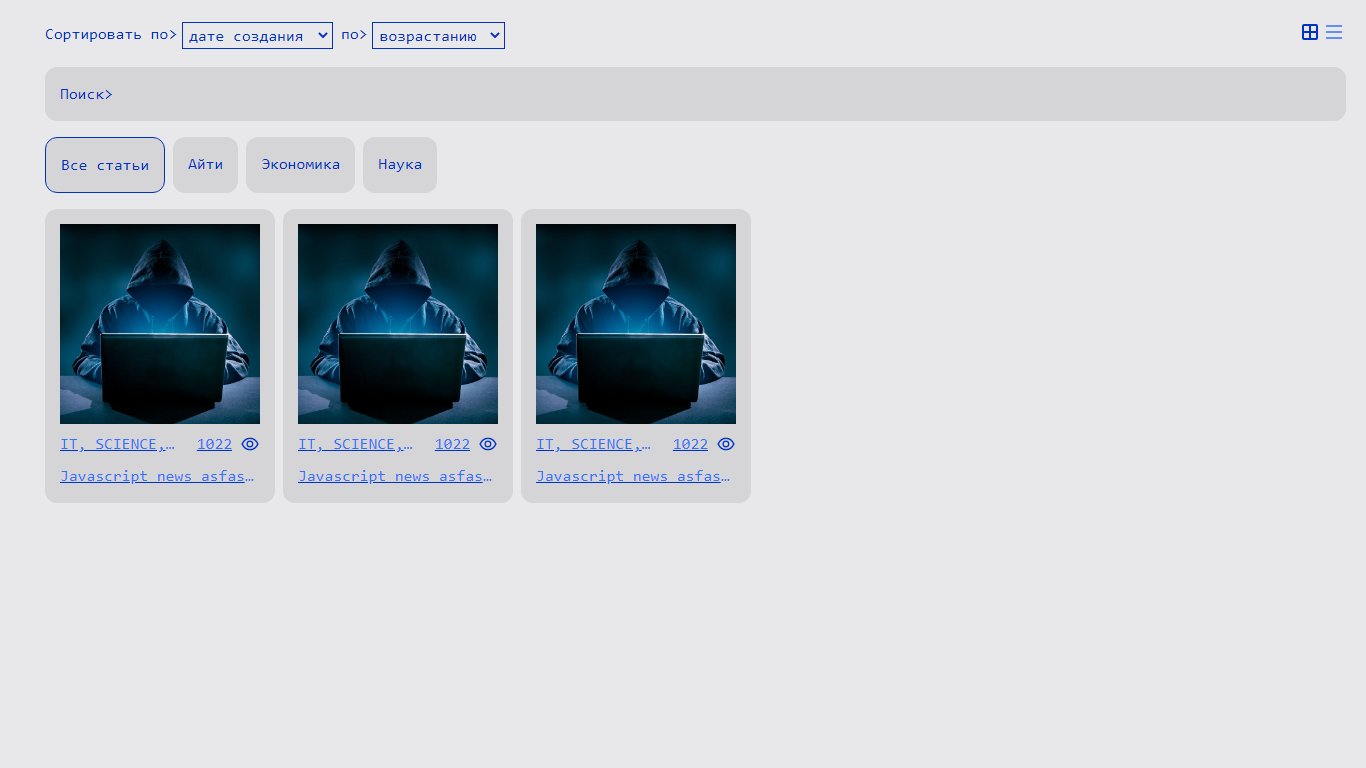 Сортировать по> дате создания по> возрастанию
Поиск>
Все статьи Айти Экономика Наука
IT, SCIENCE,… 1022 IT, SCIENCE,… 1022 IT, SCIENCE,… 1022
Javascript news asfas… Javascript news asfas… Javascript news asfas…